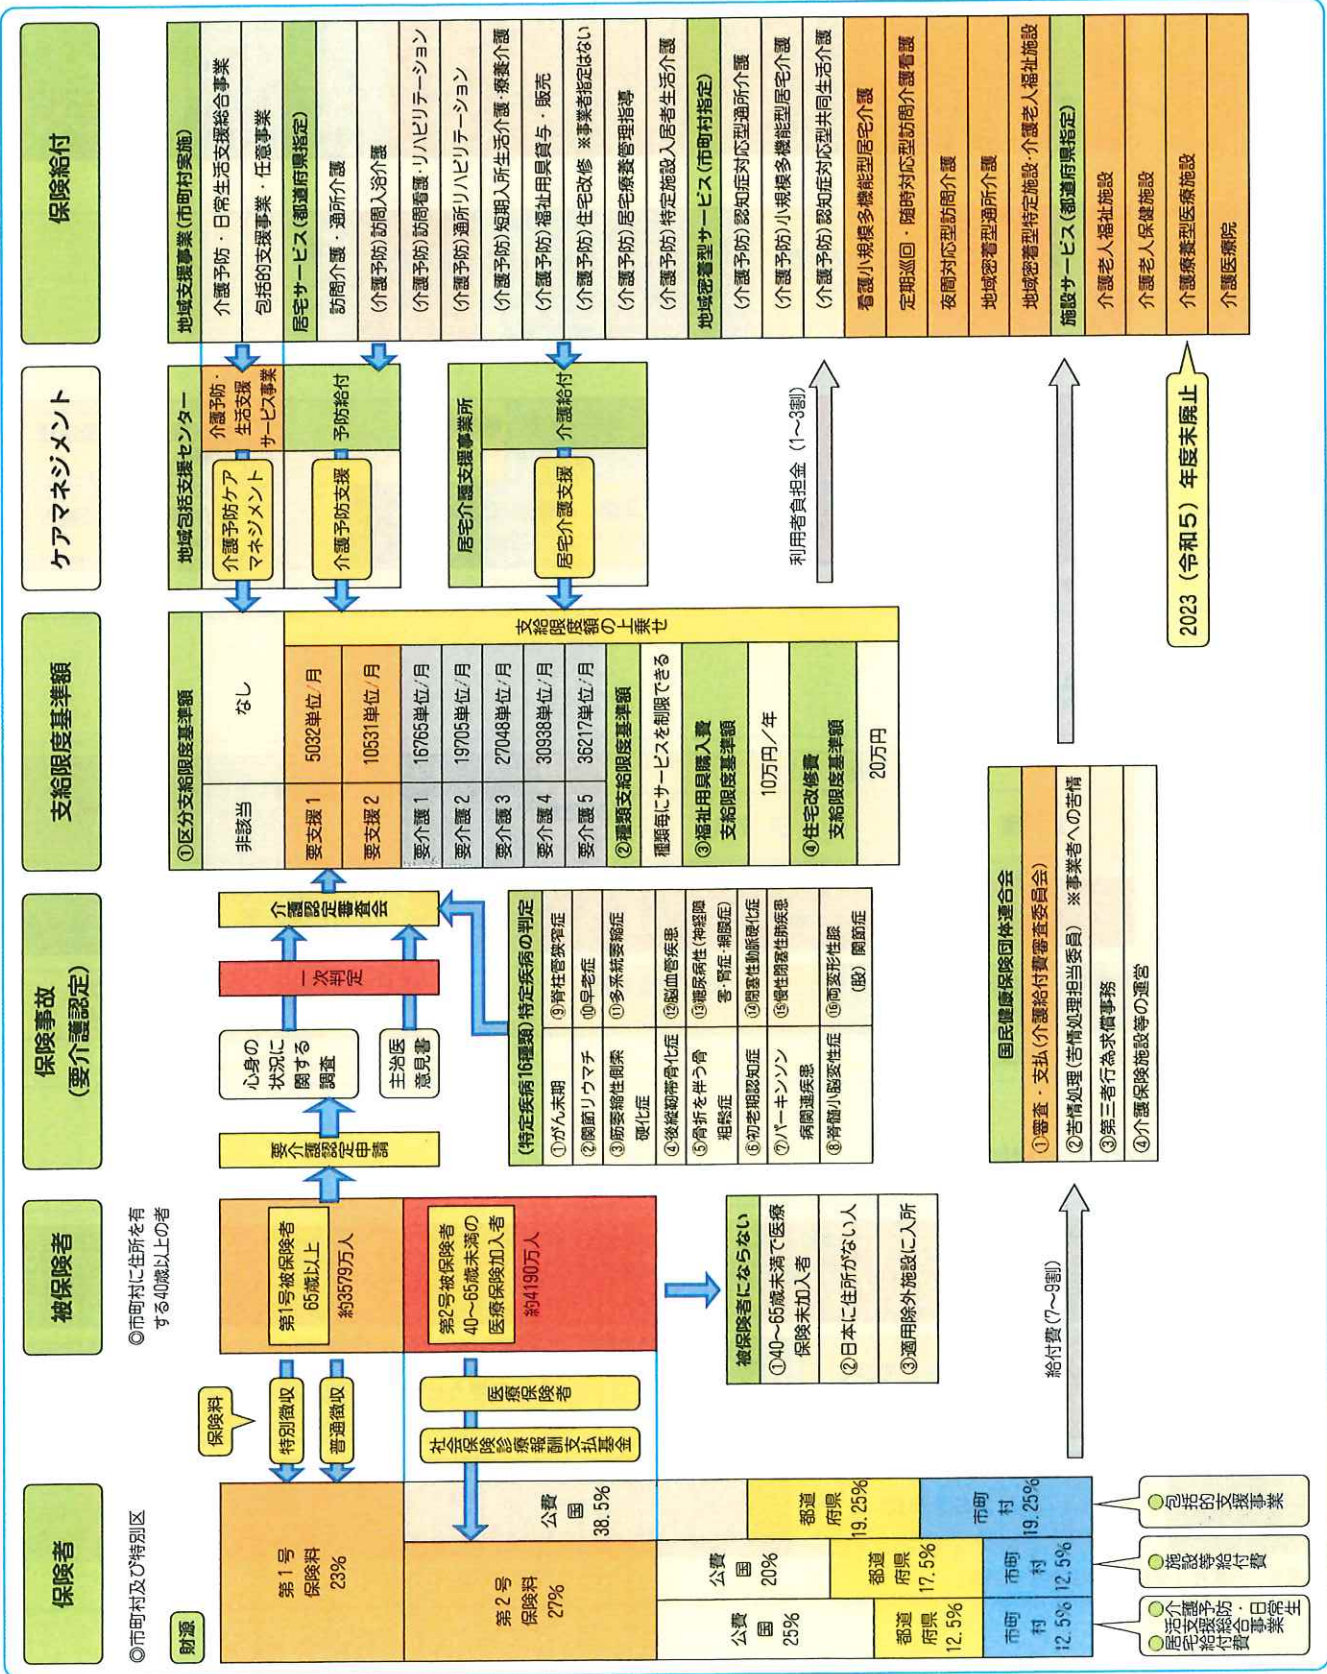 保険者
◎市町村及び特別区
財源
第1号
保険料
23%
第2号
保険料
27%
公費
国
38.5%
都道
府県
19.25%
市町
村
19.25%
公費
国
20%
都道
府県
17.5%
市町
村
12.5%
公費
国
25%
都道
府県
12.5%
市町
村
12.5%
●包括的支援事業
●施設等給付費
●介護予防・日常生
活支援総合事業
●居宅給付費
保険料
特別徴収
普通徴収
医療保険者
社会保険診療報酬支払基金
被保険者
◎市町村に住所を有
する40歳以上の者
第1号被保険者
65歳以上
約3579万人
第2号被保険者
40〜65歳未満の
医療保険加入者
約4190万人
被保険者にならない
①40〜65歳未満で医療
保険未加入者
②日本に住所がない人
③適用除外施設に入所
給付費(7〜9割)
保険事故
(要介護認定)
要介護認定申請
心身の
状況に
関する
調査
主治医
意見書
一次判定
介護認定審査会
(特定疾病16種類)特定疾病の判定
①がん末期
②関節リウマチ
③筋萎縮性側索
硬化症
④後縦靭帯骨化症
⑤骨折を伴う骨
粗鬆症
⑥初老期認知症
⑦パーキンソン
病関連疾患
⑧脊髄小脳変性症
⑨脊柱管狭窄症
⑩早老症
⑪多系統萎縮症
⑫脳血管疾患
⑬糖尿病性(神経障
害・腎症・網膜症)
⑭閉塞性動脈硬化症
⑮慢性閉塞性肺疾患
⑯両変形性膝
(股)関節症
国民健康保険団体連合会
①審査・支払(介護給付費審査委員会)
②苦情処理(苦情処理担当委員) ※事業者への苦情
③第三者行為求償事務
④介護保険施設等の運営
支給限度基準額
①区分支給限度基準額
非該当 なし
要支援1 5032単位/月
要支援2 10531単位/月
要介護1 16765単位/月
要介護2 19705単位/月
要介護3 27048単位/月
要介護4 30938単位/月
要介護5 36217単位/月
②種類支給限度基準額
種類毎にサービスを制限できる
③福祉用具購入費
支給限度基準額
10万円/年
④住宅改修費
支給限度基準額
20万円
支給限度額の上乗せ
ケアマネジメント
地域包括支援センター
介護予防ケア
マネジメント
介護予防・
生活支援
サービス事業
介護予防支援
予防給付
居宅介護支援事業所
居宅介護支援
介護給付
利用者負担金(1〜3割)
2023(令和5)年度末廃止
保険給付
地域支援事業(市町村実施)
介護予防・日常生活支援総合事業
包括的支援事業・任意事業
居宅サービス(都道府県指定)
訪問介護・通所介護
(介護予防)訪問入浴介護
(介護予防)訪問看護・リハビリテーション
(介護予防)通所リハビリテーション
(介護予防)短期入所生活介護・療養介護
(介護予防)福祉用具貸与・販売
(介護予防)住宅改修 ※事業者指定はない
(介護予防)居宅療養管理指導
(介護予防)特定施設入居者生活介護
地域密着型サービス(市町村指定)
(介護予防)認知症対応型通所介護
(介護予防)小規模多機能型居宅介護
(介護予防)認知症対応型共同生活介護
看護小規模多機能型居宅介護
定期巡回・随時対応型訪問介護看護
夜間対応型訪問介護
地域密着型通所介護
地域密着型特定施設・介護老人福祉施設
施設サービス(都道府県指定)
介護老人福祉施設
介護老人保健施設
介護療養型医療施設
介護医療院